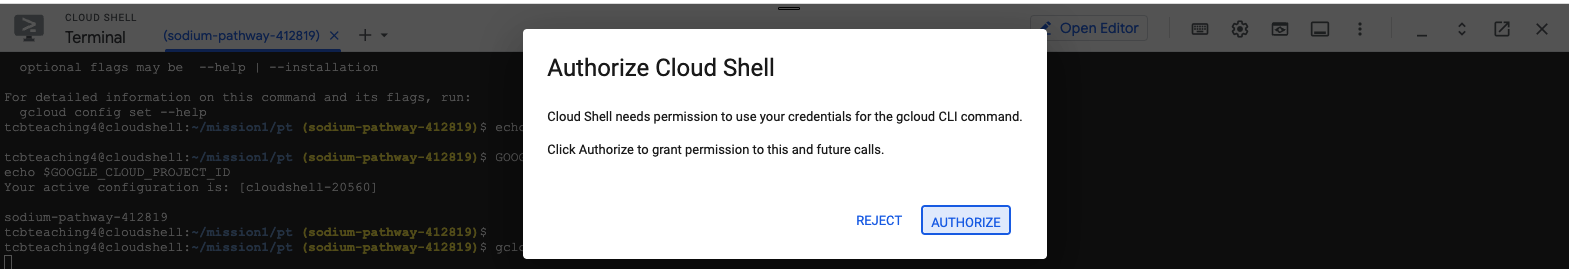 CLOUD SHELL
Terminal
(sodium-pathway-412819)
Open Editor
optional flags may be  --help | --installation
For detailed information on this command and its flags, run:
gcloud config set --help
tcbteaching4@cloudshell:~/mission1/pt (sodium-pathway-412819)$ echo
tcbteaching4@cloudshell:~/mission1/pt (sodium-pathway-412819)$ GOOG
echo $GOOGLE_CLOUD_PROJECT_ID
Your active configuration is: [cloudshell-20560]
sodium-pathway-412819
tcbteaching4@cloudshell:~/mission1/pt (sodium-pathway-412819)$
tcbteaching4@cloudshell:~/mission1/pt (sodium-pathway-412819)$ gclo
Authorize Cloud Shell
Cloud Shell needs permission to use your credentials for the gcloud CLI command.
Click Authorize to grant permission to this and future calls.
REJECT
AUTHORIZE